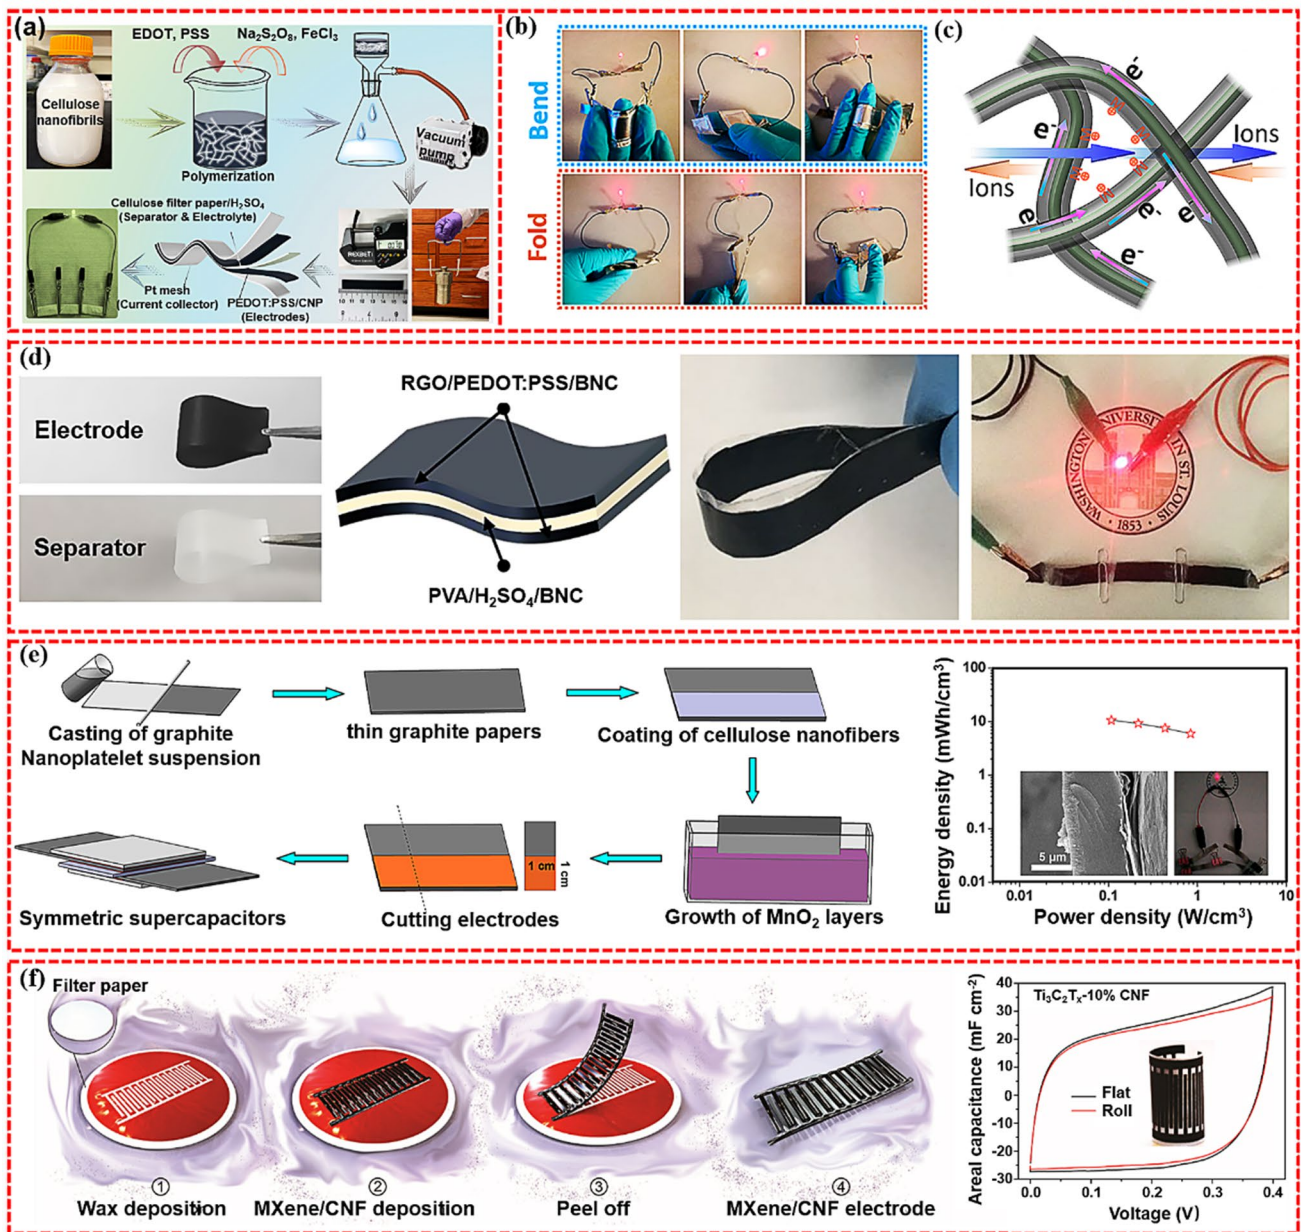 (a)
EDOT, PSS
Na₂S₂O₈, FeCl₃
Cellulose
nanofibrils
Polymerization
Vacuum
pump
Cellulose filter paper/H₂SO₄
(Separator & Electrolyte)
Pt mesh
(Current collector)
PEDOT:PSS/CNP
(Electrodes)
(b)
Bend
Fold
(c)
e⁻
e⁻
e⁻
e⁻
e
e⁻
Ions
Ions
(d)
Electrode
Separator
RGO/PEDOT:PSS/BNC
PVA/H₂SO₄/BNC
WASHINGTON UNIVERSITY IN ST. LOUIS
· 1853 ·
(e)
Casting of graphite
Nanoplatelet suspension
thin graphite papers
Coating of cellulose nanofibers
Symmetric supercapacitors
Cutting electrodes
1 cm
1 cm
Growth of MnO₂ layers
Energy density (mWh/cm³)
100
10
1
0.1
0.01
5 µm
0.01
0.1
1
10
Power density (W/cm³)
(f)
Filter paper
① 
Wax deposition
②
MXene/CNF deposition
③
Peel off
④
MXene/CNF electrode
Areal capacitance (mF cm⁻²)
40
30
20
10
0
-10
-20
-30
Ti₃C₂Tₓ-10% CNF
Flat
Roll
0.0
0.1
0.2
0.3
0.4
Voltage (V)